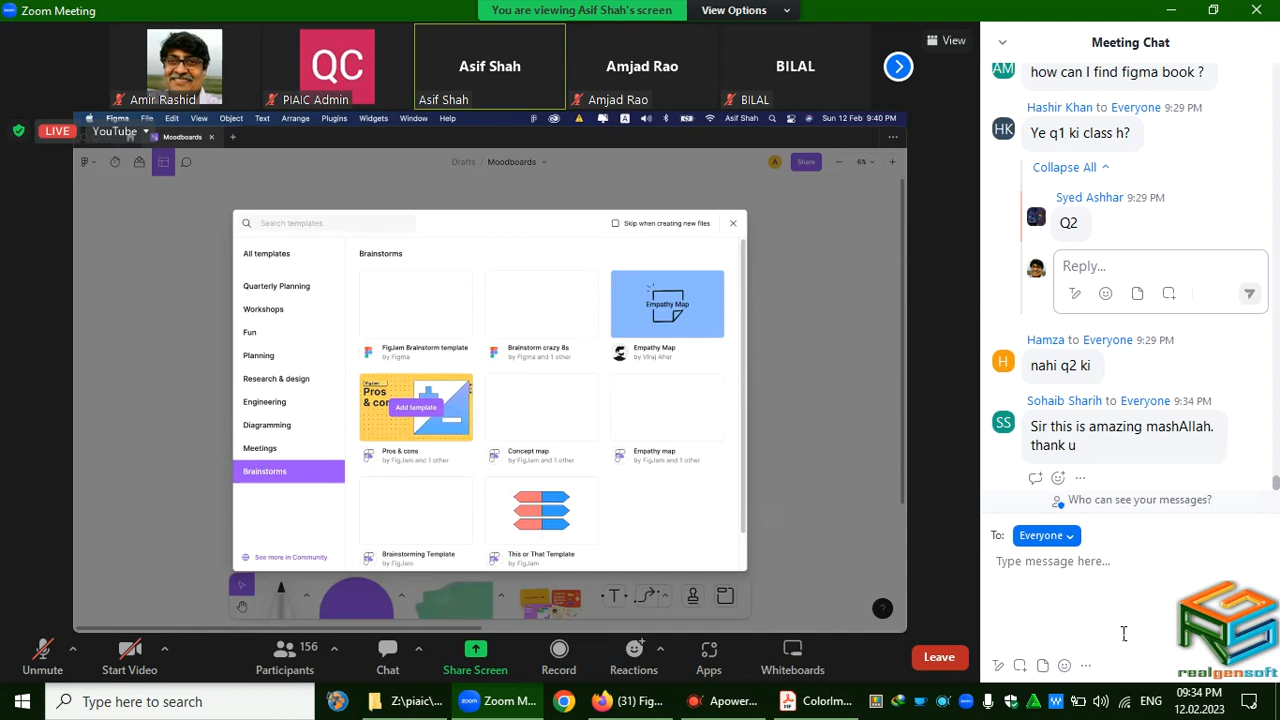 Zoom Meeting
You are viewing Asif Shah's screen
View Options
View
Amir Rashid
QC
PIAIC Admin
Asif Shah
Asif Shah
Amjad Rao
Amjad Rao
BILAL
BILAL
LIVE
YouTube
Figma File Edit View Object Text Arrange Plugins Widgets Window Help
Asif Shah
Sun 12 Feb 9:40 PM
Moodboards
Drafts / Moodboards
A
Share
6%
Search templates
Skip when creating new files
All templates
Quarterly Planning
Workshops
Fun
Planning
Research & design
Engineering
Diagramming
Meetings
Brainstorms
See more in Community
Brainstorms
FigJam Brainstorm template
by Figma
Brainstorm crazy 8s
by Figma and 1 other
Empathy Map
Empathy Map
by Viraj Aher
FigJam
Pros
& co
Add template
Pros & cons
by FigJam and 1 other
Concept map
by FigJam and 1 other
Empathy map
by FigJam and 1 other
Brainstorming Template
by FigJam
This or That Template
by FigJam
Meeting Chat
AM
how can I find figma book ?
Hashir Khan to Everyone 9:29 PM
HK
Ye q1 ki class h?
Collapse All
Syed Ashhar 9:29 PM
Q2
Reply...
Hamza to Everyone 9:29 PM
H
nahi q2 ki
Sohaib Sharih to Everyone 9:34 PM
SS
Sir this is amazing mashAllah.
thank u
Who can see your messages?
To: Everyone
Type message here...
realgensoft
Unmute
Start Video
156
Participants
Chat
Share Screen
Record
Reactions
Apps
Whiteboards
Leave
Type here to search
Z:\piaic\...
Zoom M...
(31) Fig...
Apower...
ColorIm...
ENG
09:34 PM
12.02.2023